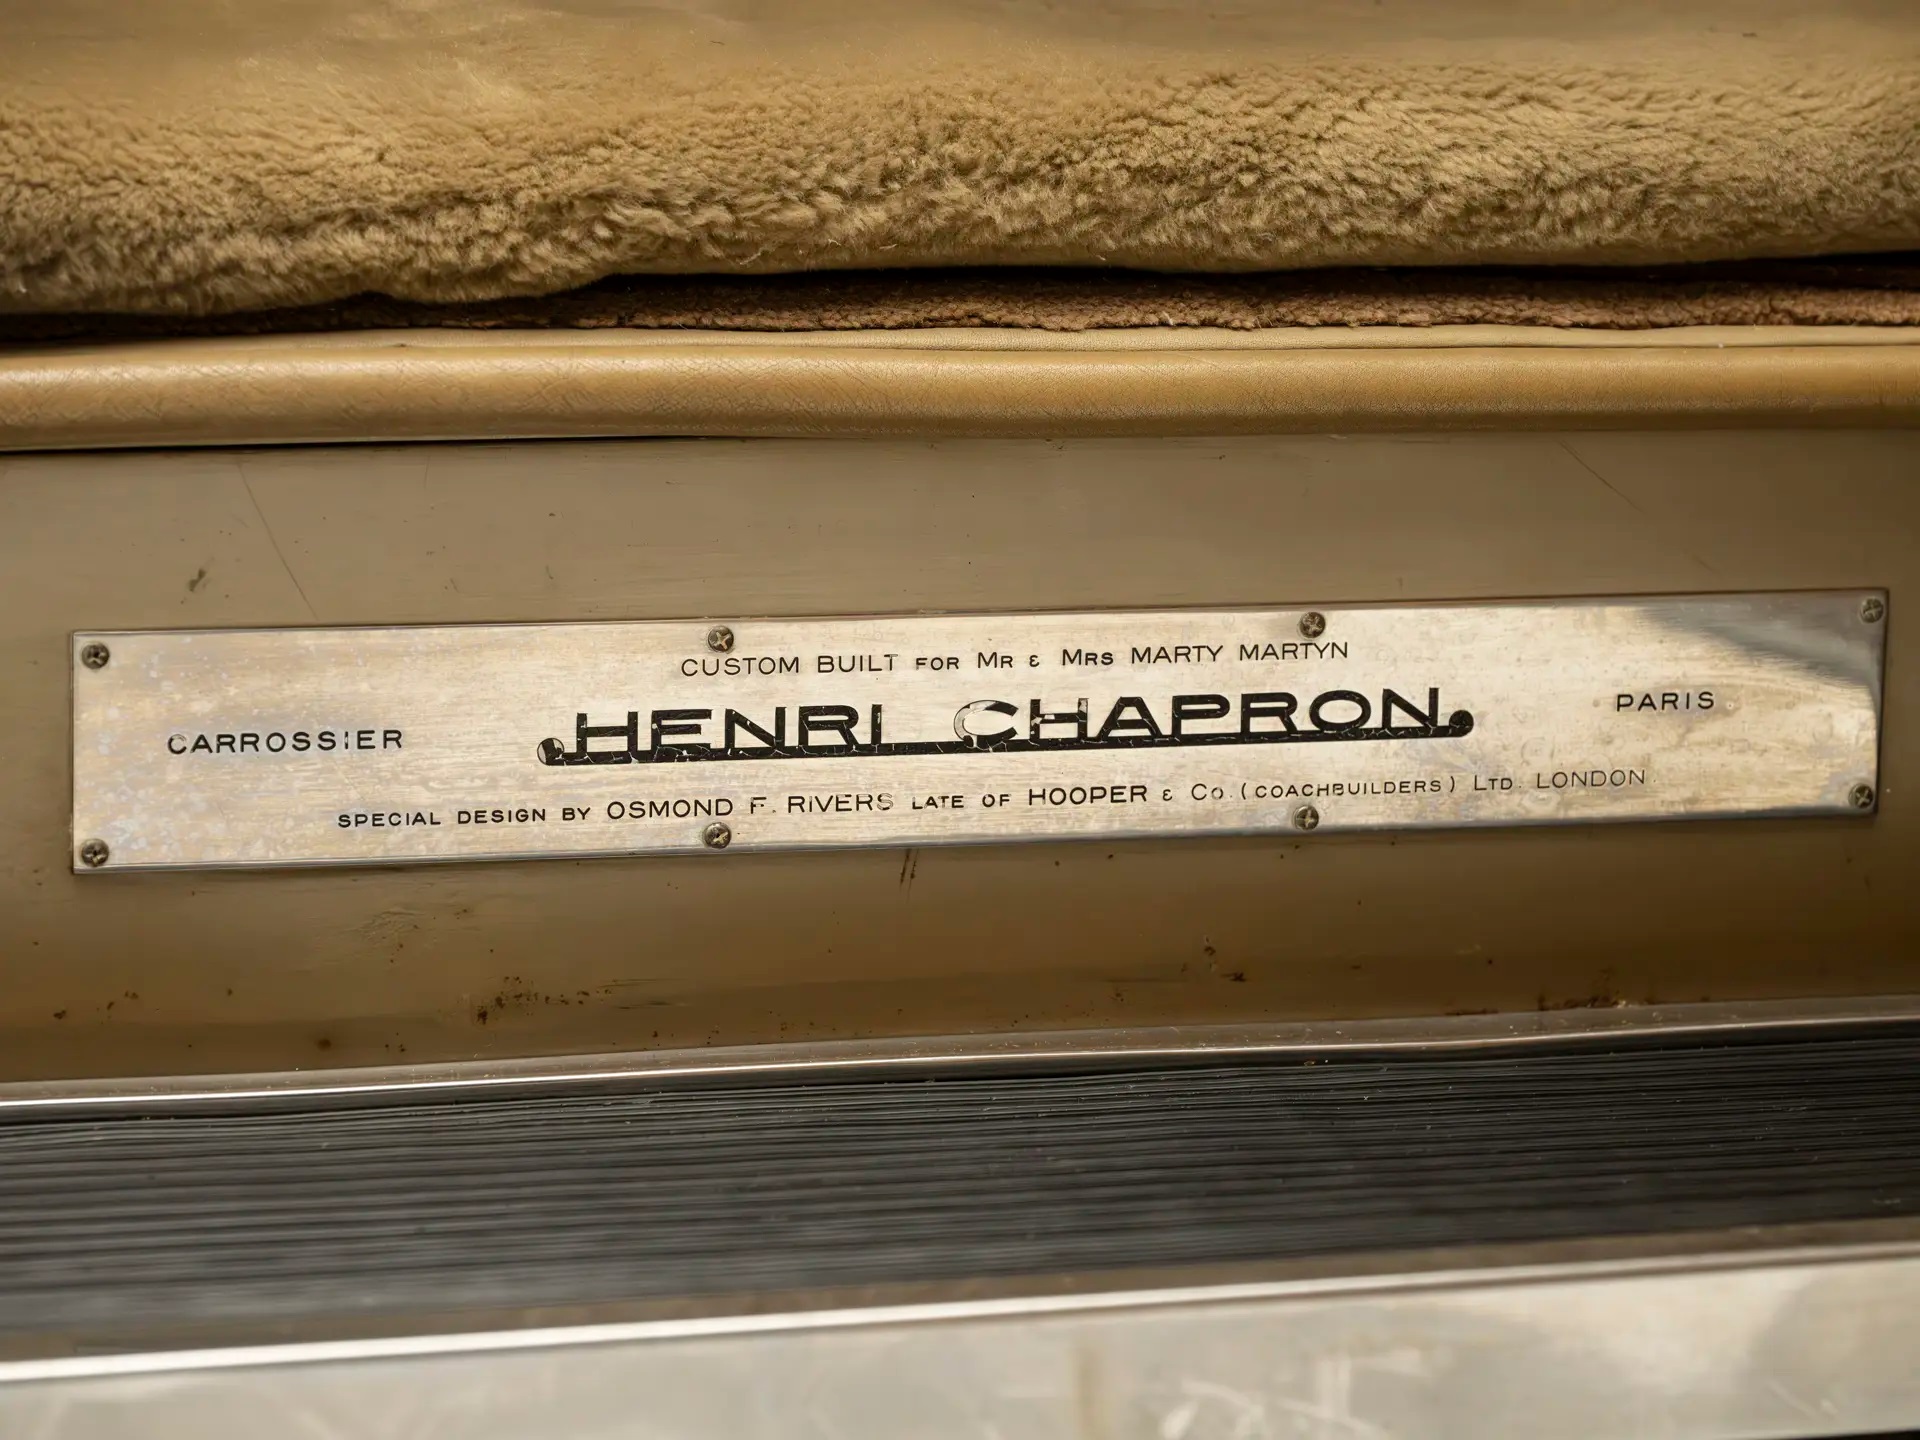 CUSTOM BUILT FOR MR & MRS MARTY MARTYN
CARROSSIER HENRI CHAPRON PARIS
SPECIAL DESIGN BY OSMOND F. RIVERS LATE OF HOOPER & CO. (COACHBUILDERS) LTD. LONDON